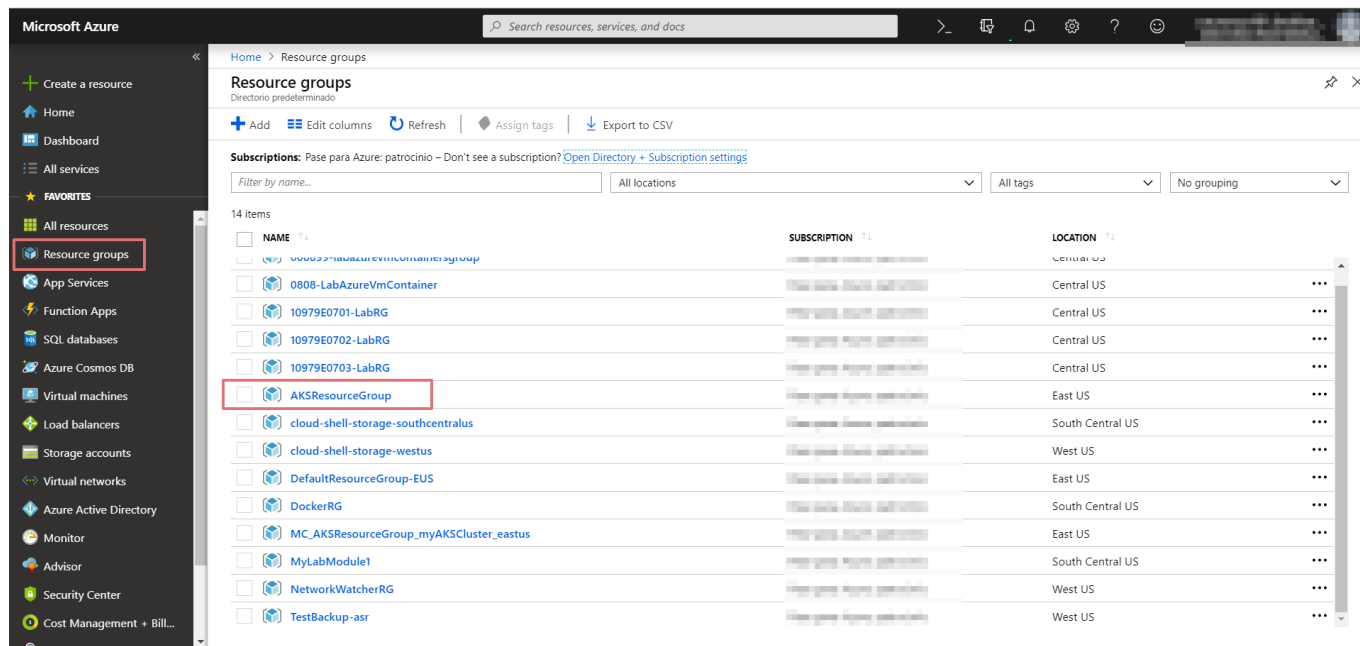 Microsoft Azure
Search resources, services, and docs
>_
?
«
Create a resource
Home
Dashboard
All services
FAVORITES
All resources
Resource groups
App Services
Function Apps
SQL databases
Azure Cosmos DB
Virtual machines
Load balancers
Storage accounts
Virtual networks
Azure Active Directory
Monitor
Advisor
Security Center
Cost Management + Bill...
Home > Resource groups
Resource groups
Directorio predeterminado
Add Edit columns Refresh Assign tags Export to CSV
Subscriptions: Pase para Azure: patrocinio – Don't see a subscription? Open Directory + Subscription settings
Filter by name... All locations All tags No grouping
14 items
NAME SUBSCRIPTION LOCATION
Central US
0808-LabAzureVmContainer Central US
10979E0701-LabRG Central US
10979E0702-LabRG Central US
10979E0703-LabRG Central US
AKSResourceGroup East US
cloud-shell-storage-southcentralus South Central US
cloud-shell-storage-westus West US
DefaultResourceGroup-EUS East US
DockerRG South Central US
MC_AKSResourceGroup_myAKSCluster_eastus East US
MyLabModule1 South Central US
NetworkWatcherRG West US
TestBackup-asr West US